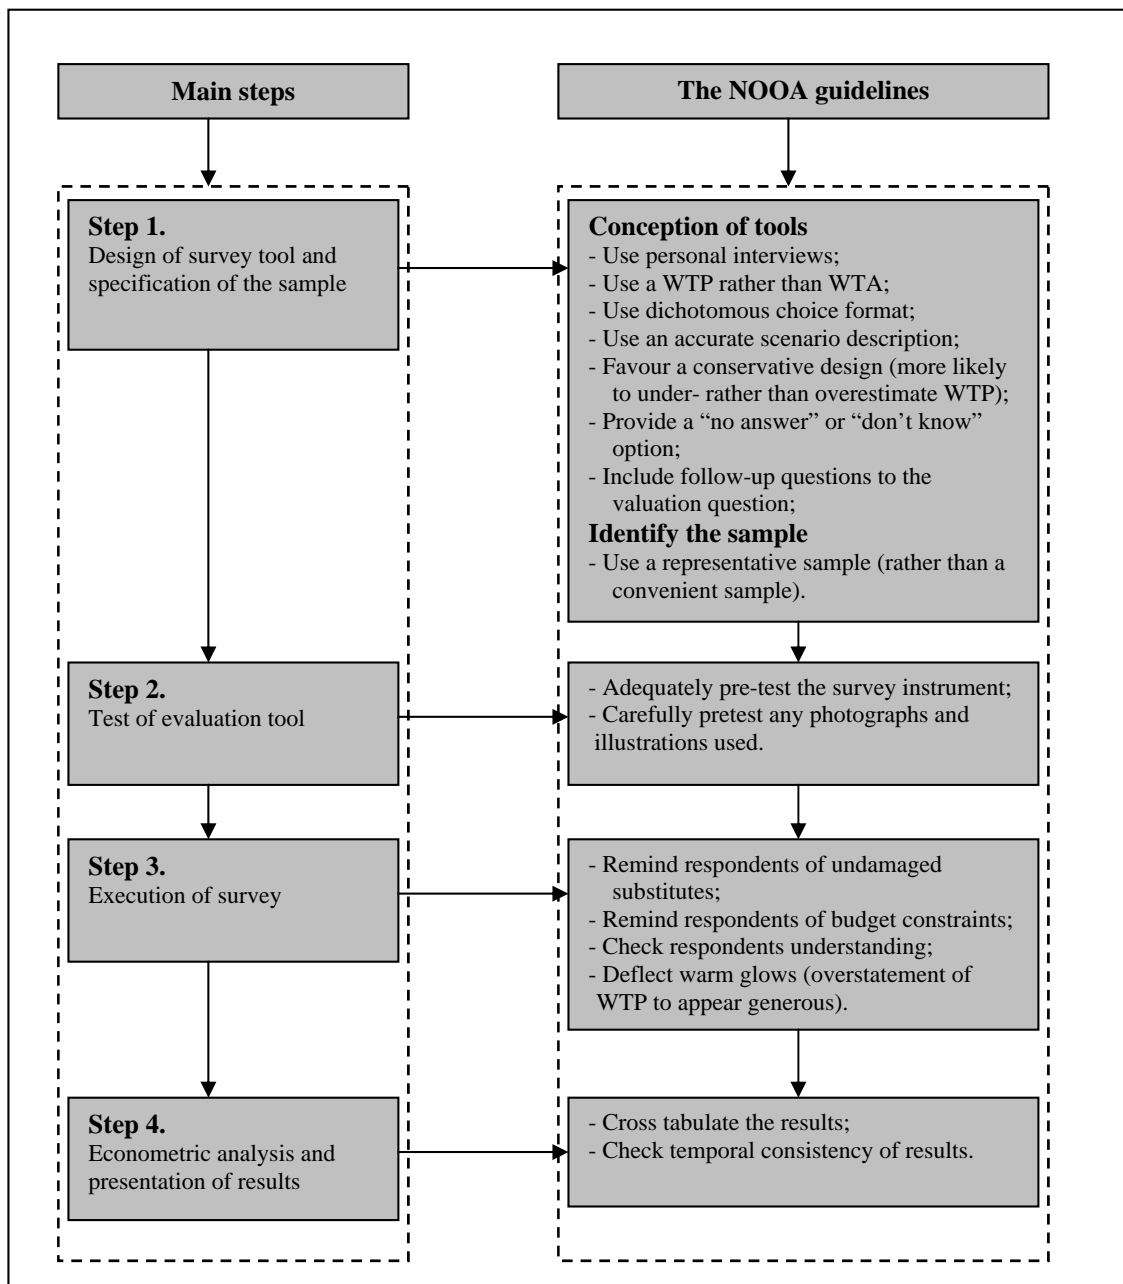 Main steps
The NOOA guidelines
Step 1.
Design of survey tool and
specification of the sample
Conception of tools
- Use personal interviews;
- Use a WTP rather than WTA;
- Use dichotomous choice format;
- Use an accurate scenario description;
- Favour a conservative design (more likely
to under- rather than overestimate WTP);
- Provide a “no answer” or “don’t know”
option;
- Include follow-up questions to the
valuation question;
Identify the sample
- Use a representative sample (rather than a
convenient sample).
Step 2.
Test of evaluation tool
- Adequately pre-test the survey instrument;
- Carefully pretest any photographs and
illustrations used.
Step 3.
Execution of survey
- Remind respondents of undamaged
substitutes;
- Remind respondents of budget constraints;
- Check respondents understanding;
- Deflect warm glows (overstatement of
WTP to appear generous).
Step 4.
Econometric analysis and
presentation of results
- Cross tabulate the results;
- Check temporal consistency of results.